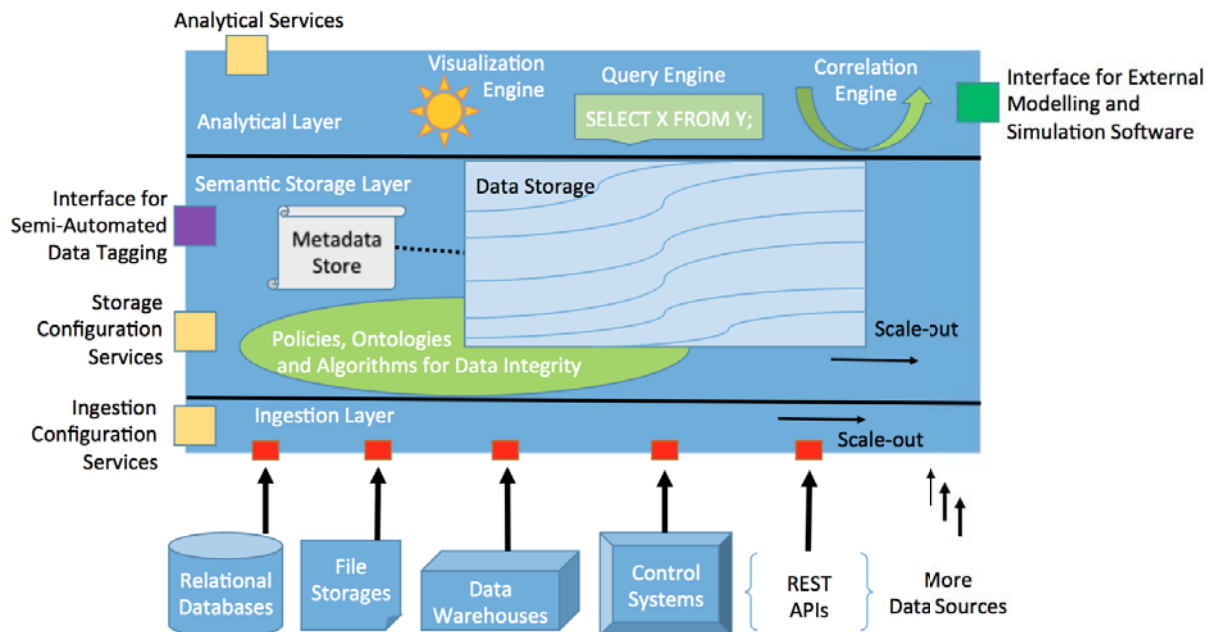 Analytical Services
Visualization
Engine
Query Engine
SELECT X FROM Y;
Correlation
Engine
Interface for External
Modelling and
Simulation Software
Analytical Layer
Semantic Storage Layer
Data Storage
Interface for
Semi-Automated
Data Tagging
Metadata
Store
Storage
Configuration
Services
Policies, Ontologies
and Algorithms for Data Integrity
Scale-out
Ingestion
Configuration
Services
Ingestion Layer
Scale-out
Relational
Databases
File
Storages
Data
Warehouses
Control
Systems
REST
APIs
More
Data Sources